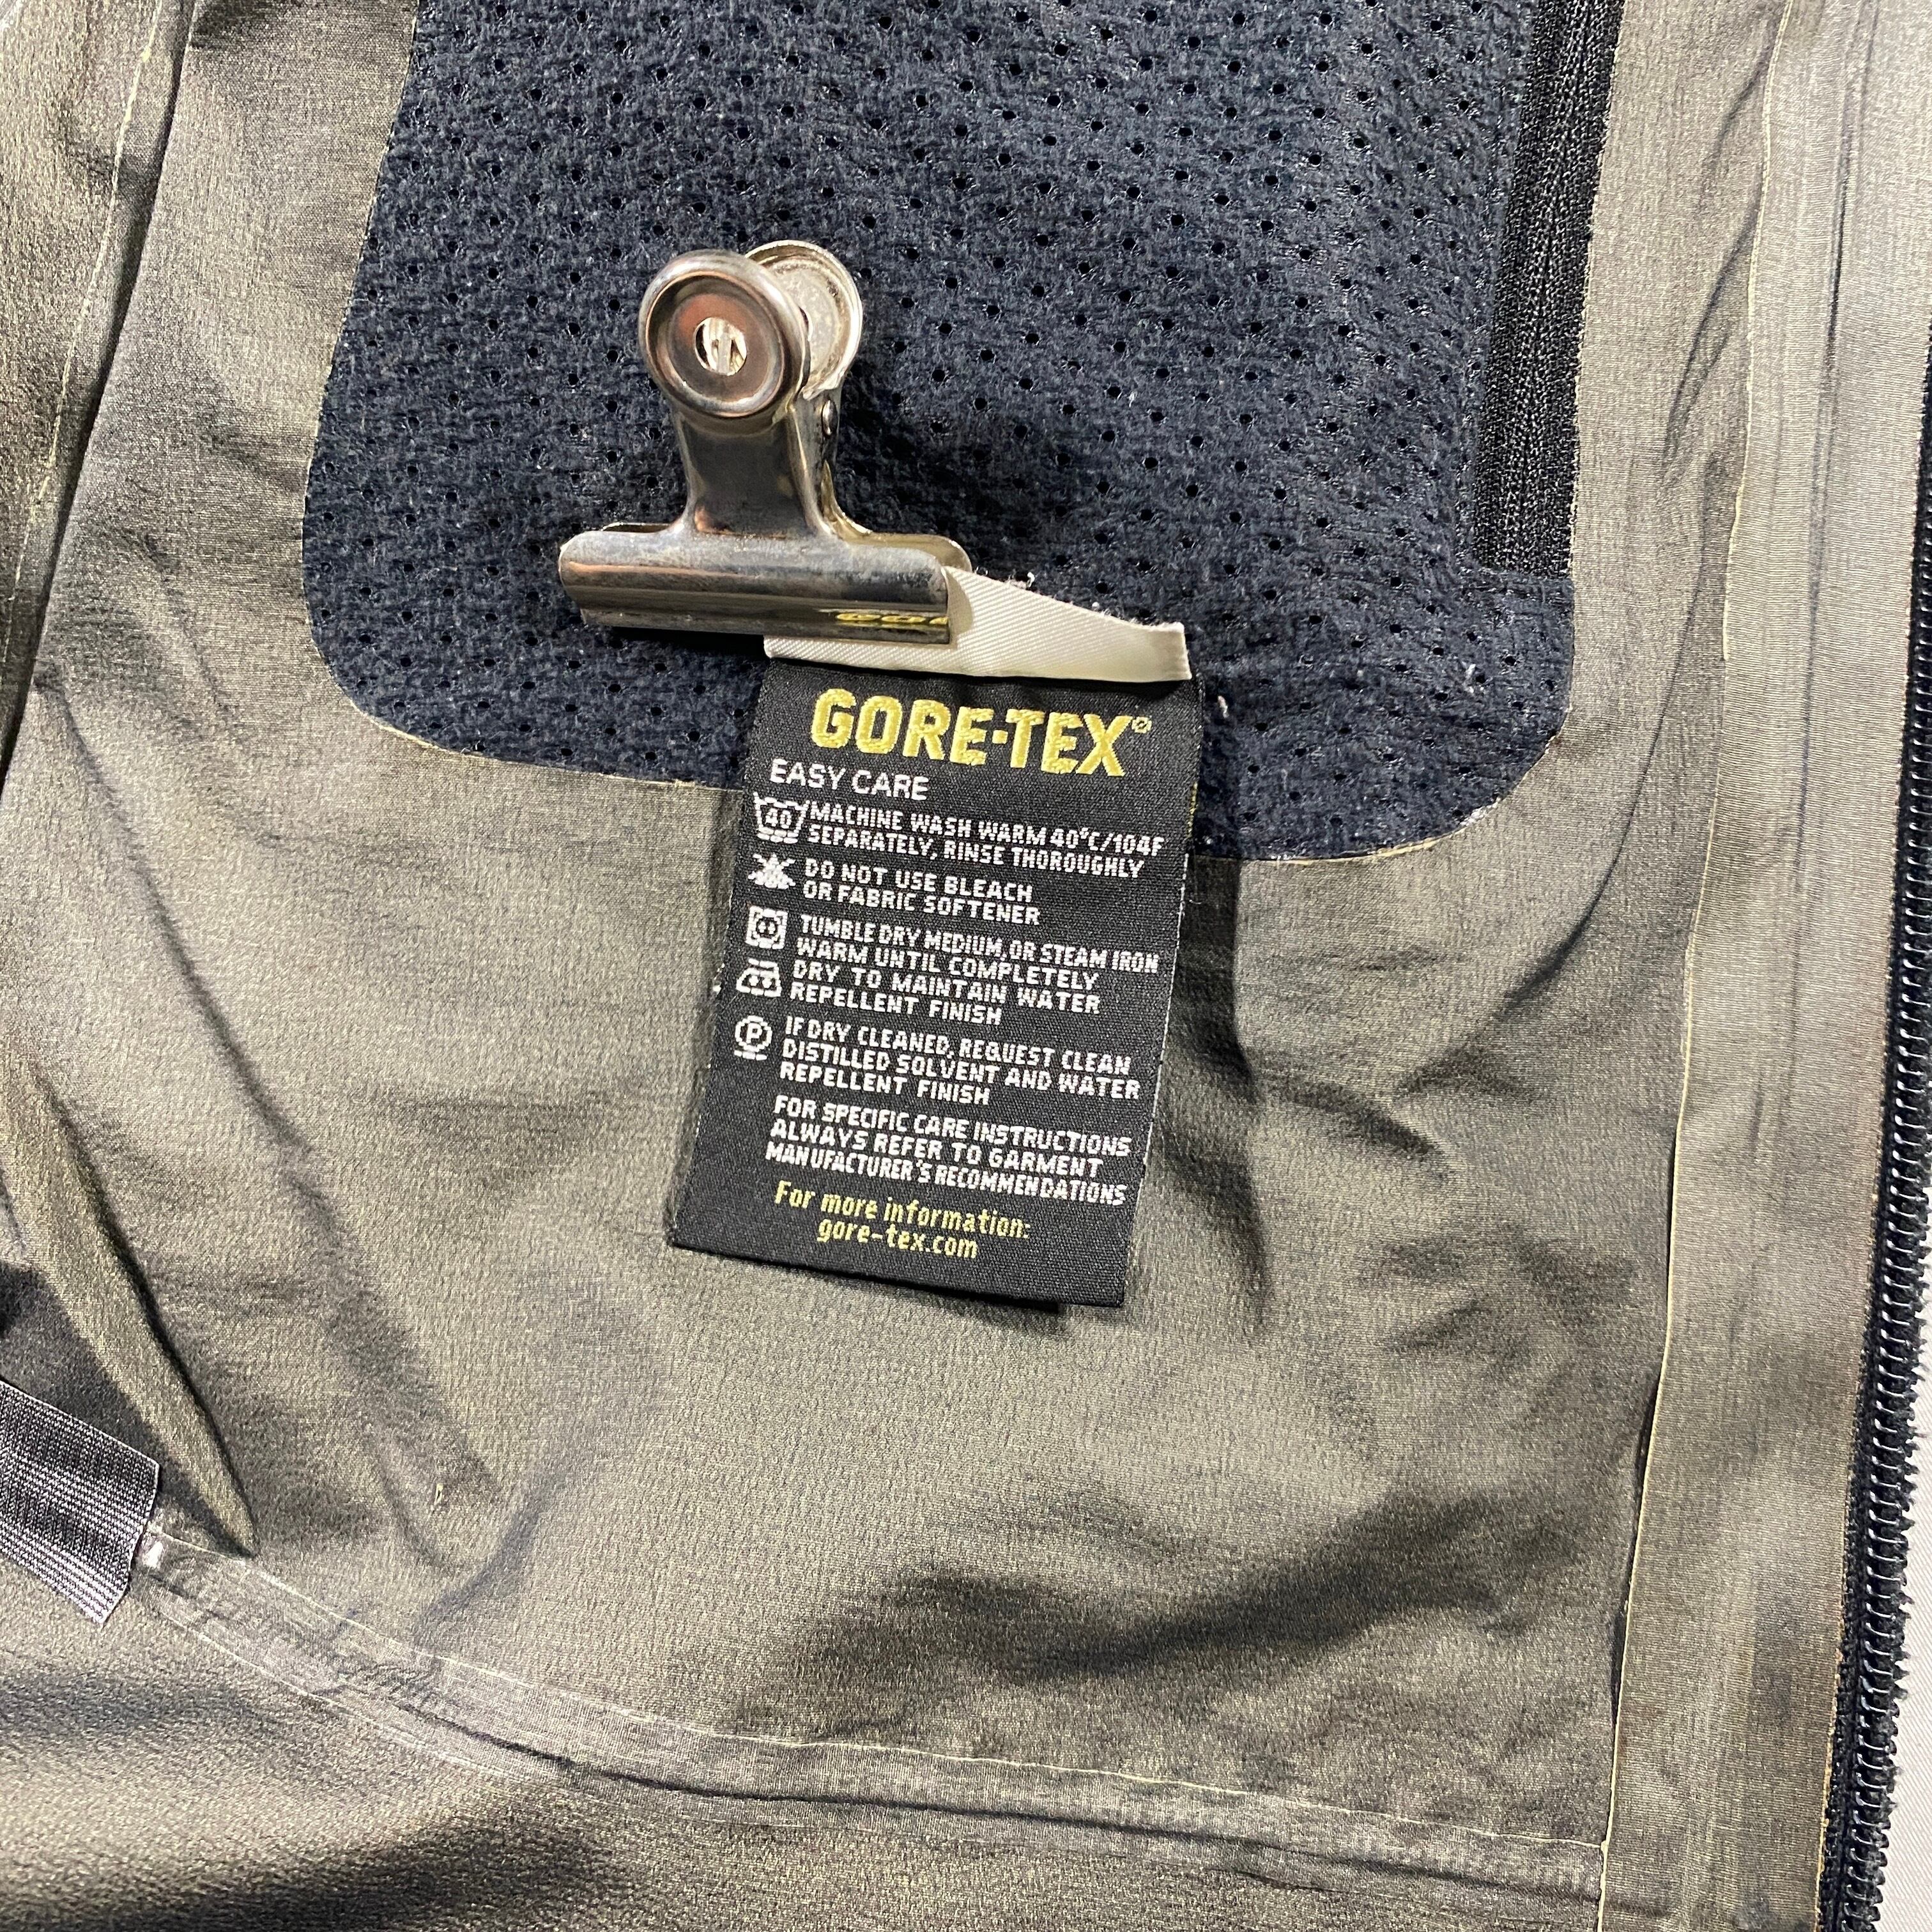 GORE-TEX®
EASY CARE
40 MACHINE WASH WARM 40°C/104F
SEPARATELY, RINSE THOROUGHLY
DO NOT USE BLEACH
OR FABRIC SOFTENER
TUMBLE DRY MEDIUM, OR STEAM IRON
WARM UNTIL COMPLETELY
DRY TO MAINTAIN WATER
REPELLENT FINISH
P IF DRY CLEANED, REQUEST CLEAN
DISTILLED SOLVENT AND WATER
REPELLENT FINISH
FOR SPECIFIC CARE INSTRUCTIONS
ALWAYS REFER TO GARMENT
MANUFACTURER'S RECOMMENDATIONS
For more information:
gore-tex.com